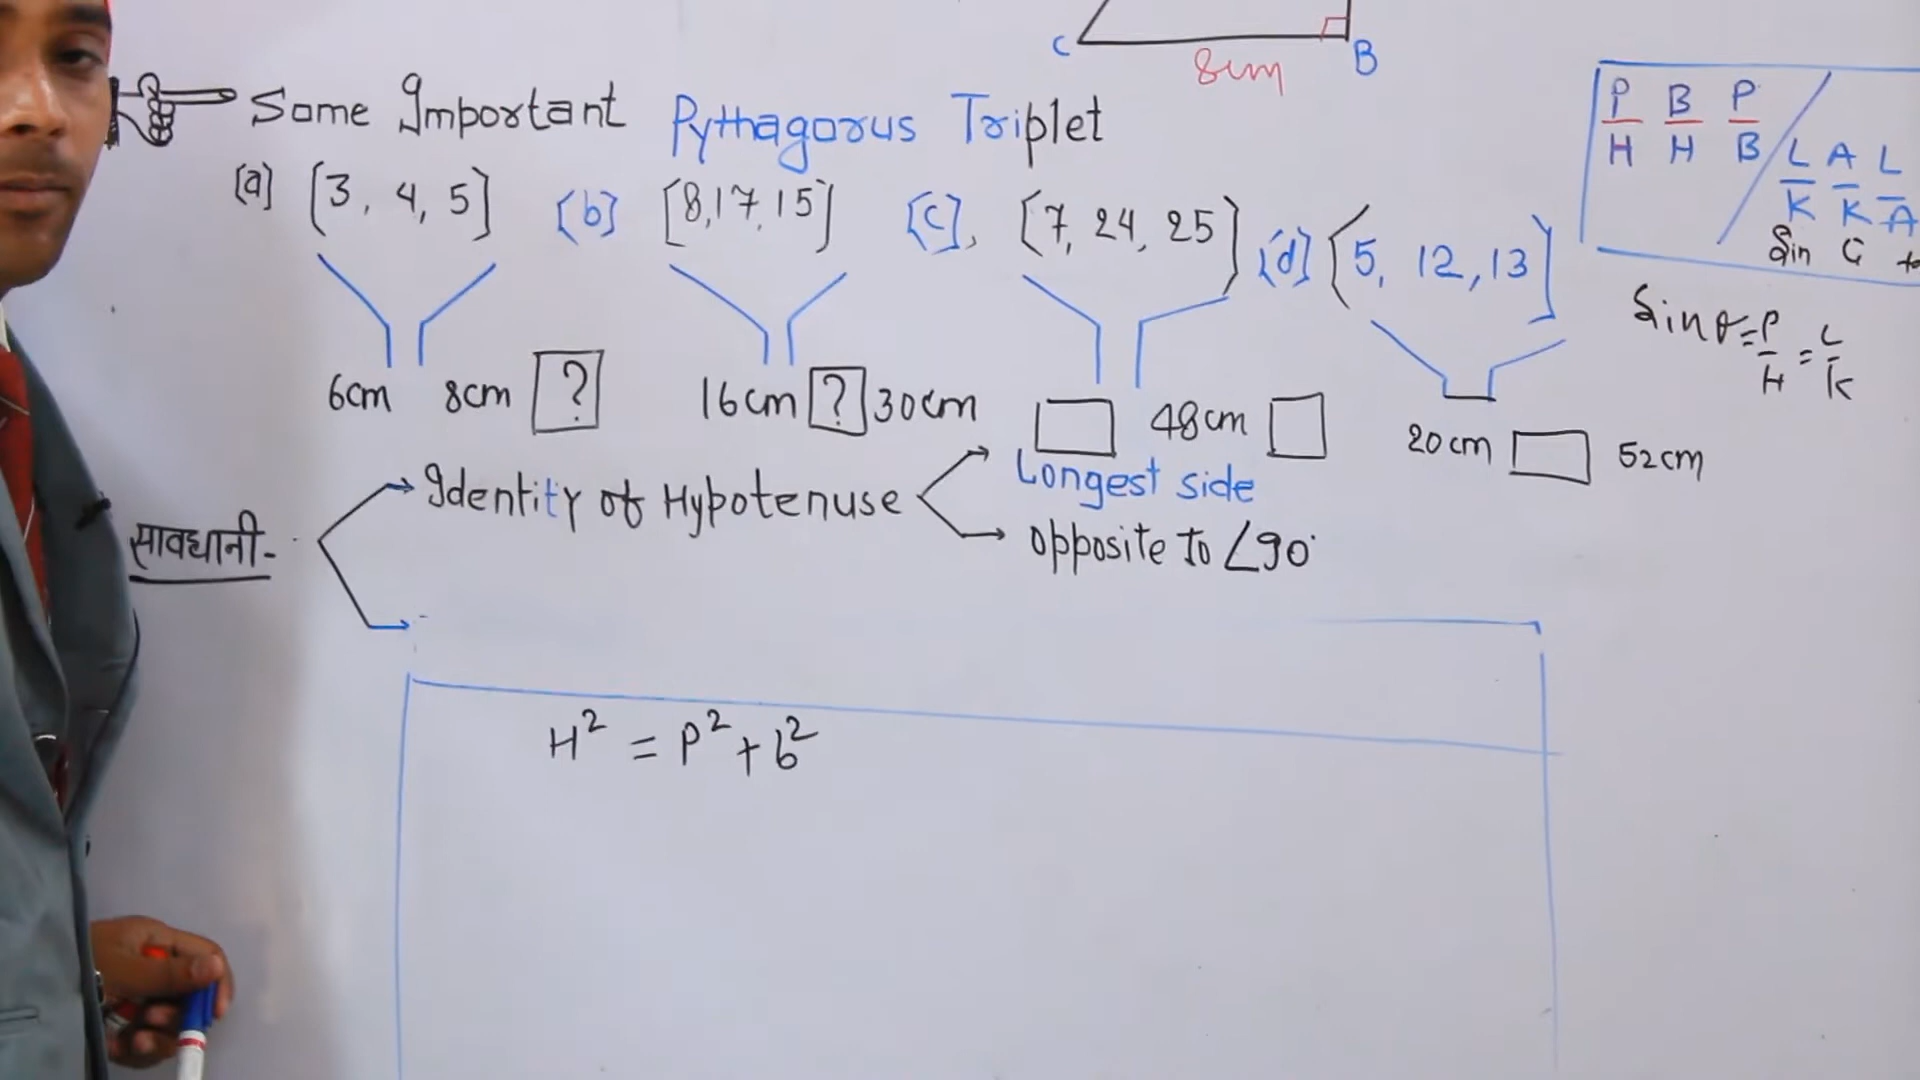 C 8cm B
Some Important Pythagorus Triplet
(a) [3, 4, 5] [b] [8,17,15] [c], [7, 24, 25] [d] [5, 12, 13]
6cm 8cm ? 16cm ? 30cm 48cm 20cm 52cm
सावधानी-
Identity of Hypotenuse
Longest side
opposite to ∠90°
H² = P² + b²
P B P
H H B
L A L
K K A
Sin C
Sinθ = P/H = L/K